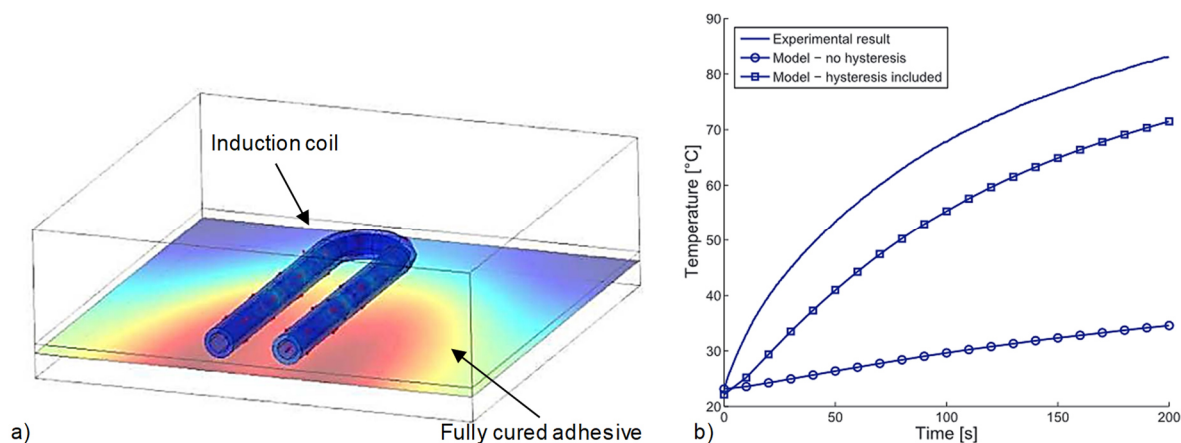 Induction coil
Fully cured adhesive
a)
90
80
70
60
50
40
30
20
Temperature [°C]
Experimental result
Model − no hysteresis
Model − hysteresis included
0
50
100
150
200
Time [s]
b)